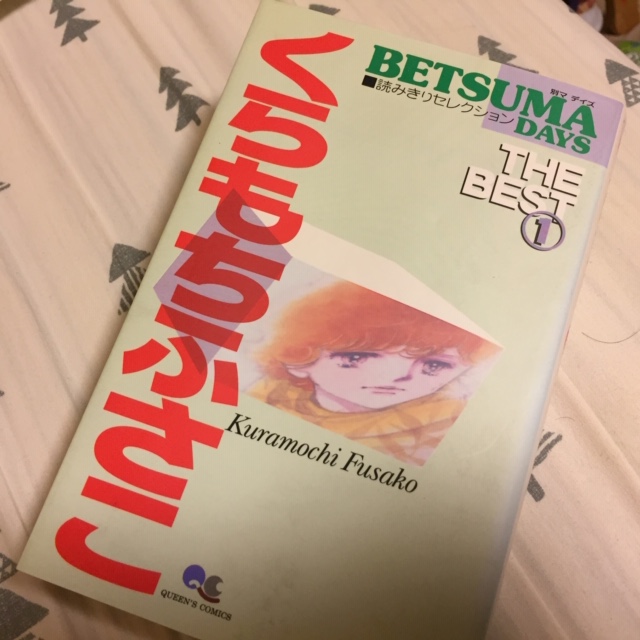 BETSUMA
別マ デイズ
■読みきりセレクション
DAYS
THE
BEST
1
くらもちふさこ
Kuramochi Fusako
QC
QUEEN'S COMICS